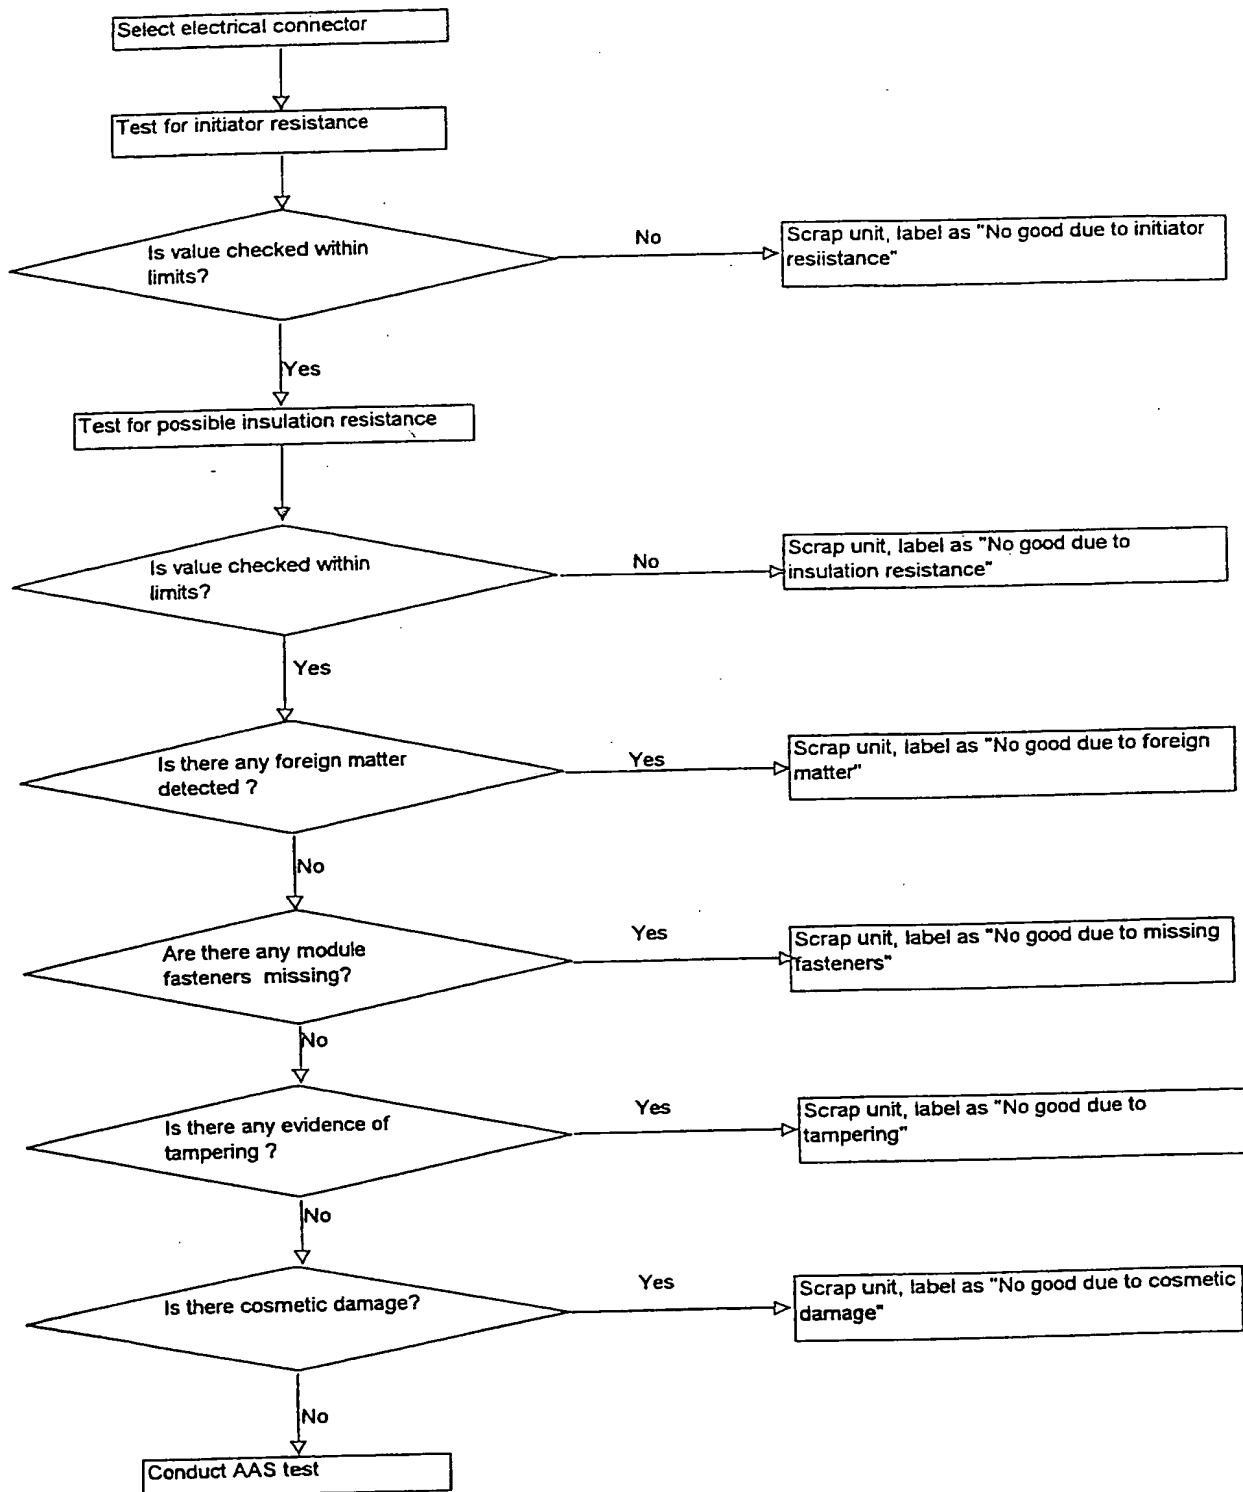 Select electrical connector
Test for initiator resistance
Is value checked within
limits?
No
Scrap unit, label as "No good due to initiator
resiistance"
Yes
Test for possible insulation resistance
Is value checked within
limits?
No
Scrap unit, label as "No good due to
insulation resistance"
Yes
Is there any foreign matter
detected ?
Yes
Scrap unit, label as "No good due to foreign
matter"
No
Are there any module
fasteners missing?
Yes
Scrap unit, label as "No good due to missing
fasteners"
No
Is there any evidence of
tampering ?
Yes
Scrap unit, label as "No good due to
tampering"
No
Is there cosmetic damage?
Yes
Scrap unit, label as "No good due to cosmetic
damage"
No
Conduct AAS test